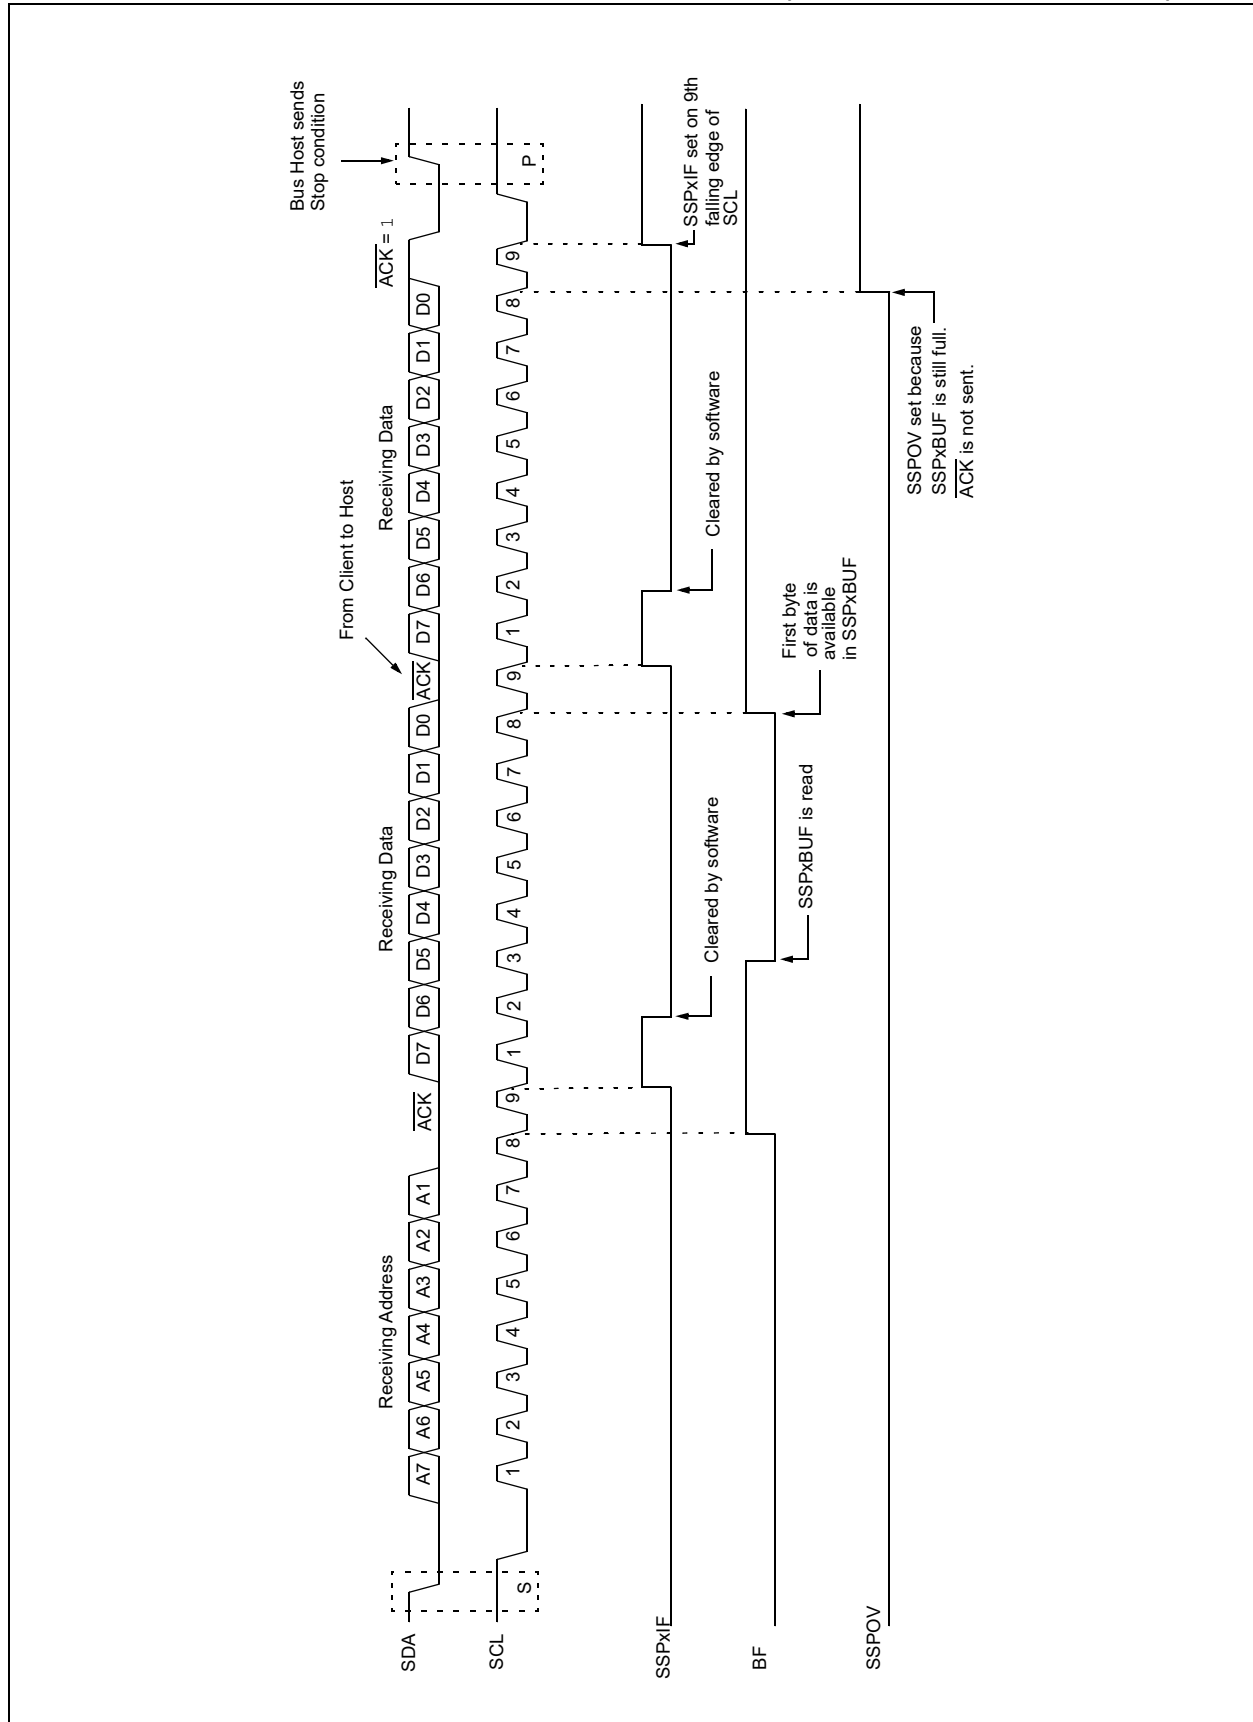 Bus Host sends
Stop condition
From Client to Host
Receiving Address
Receiving Data
Receiving Data
ACK = 1
SDA
A7 A6 A5 A4 A3 A2 A1
ACK
D7 D6 D5 D4 D3 D2 D1 D0
ACK
D7 D6 D5 D4 D3 D2 D1 D0
SCL
S
1 2 3 4 5 6 7 8 9
1 2 3 4 5 6 7 8 9
1 2 3 4 5 6 7 8 9
P
SSPxIF
Cleared by software
Cleared by software
SSPxIF set on 9th
falling edge of
SCL
BF
SSPxBUF is read
First byte
of data is
available
in SSPxBUF
SSPOV
SSPOV set because
SSPxBUF is still full.
ACK is not sent.